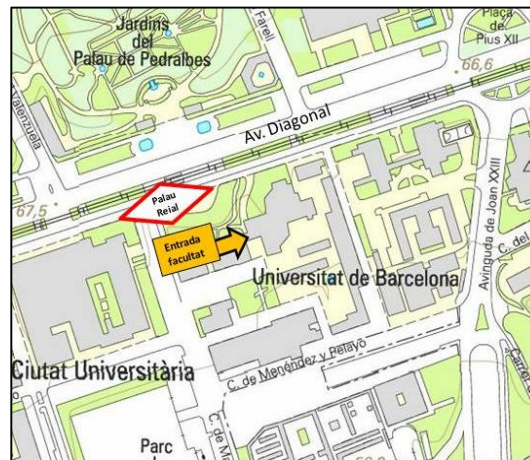 Jardins
del
Palau de Pedralbes
Farell
Plaça
de
Pius XII
66,6
Av. Diagonal
Palau
Reial
67,5
Entrada
facultat
Avinguda de Joan XXIII
C. del
Universitat de Barcelona
C. de Menéndez y Pelayo
Ciutat Universitària
Parc